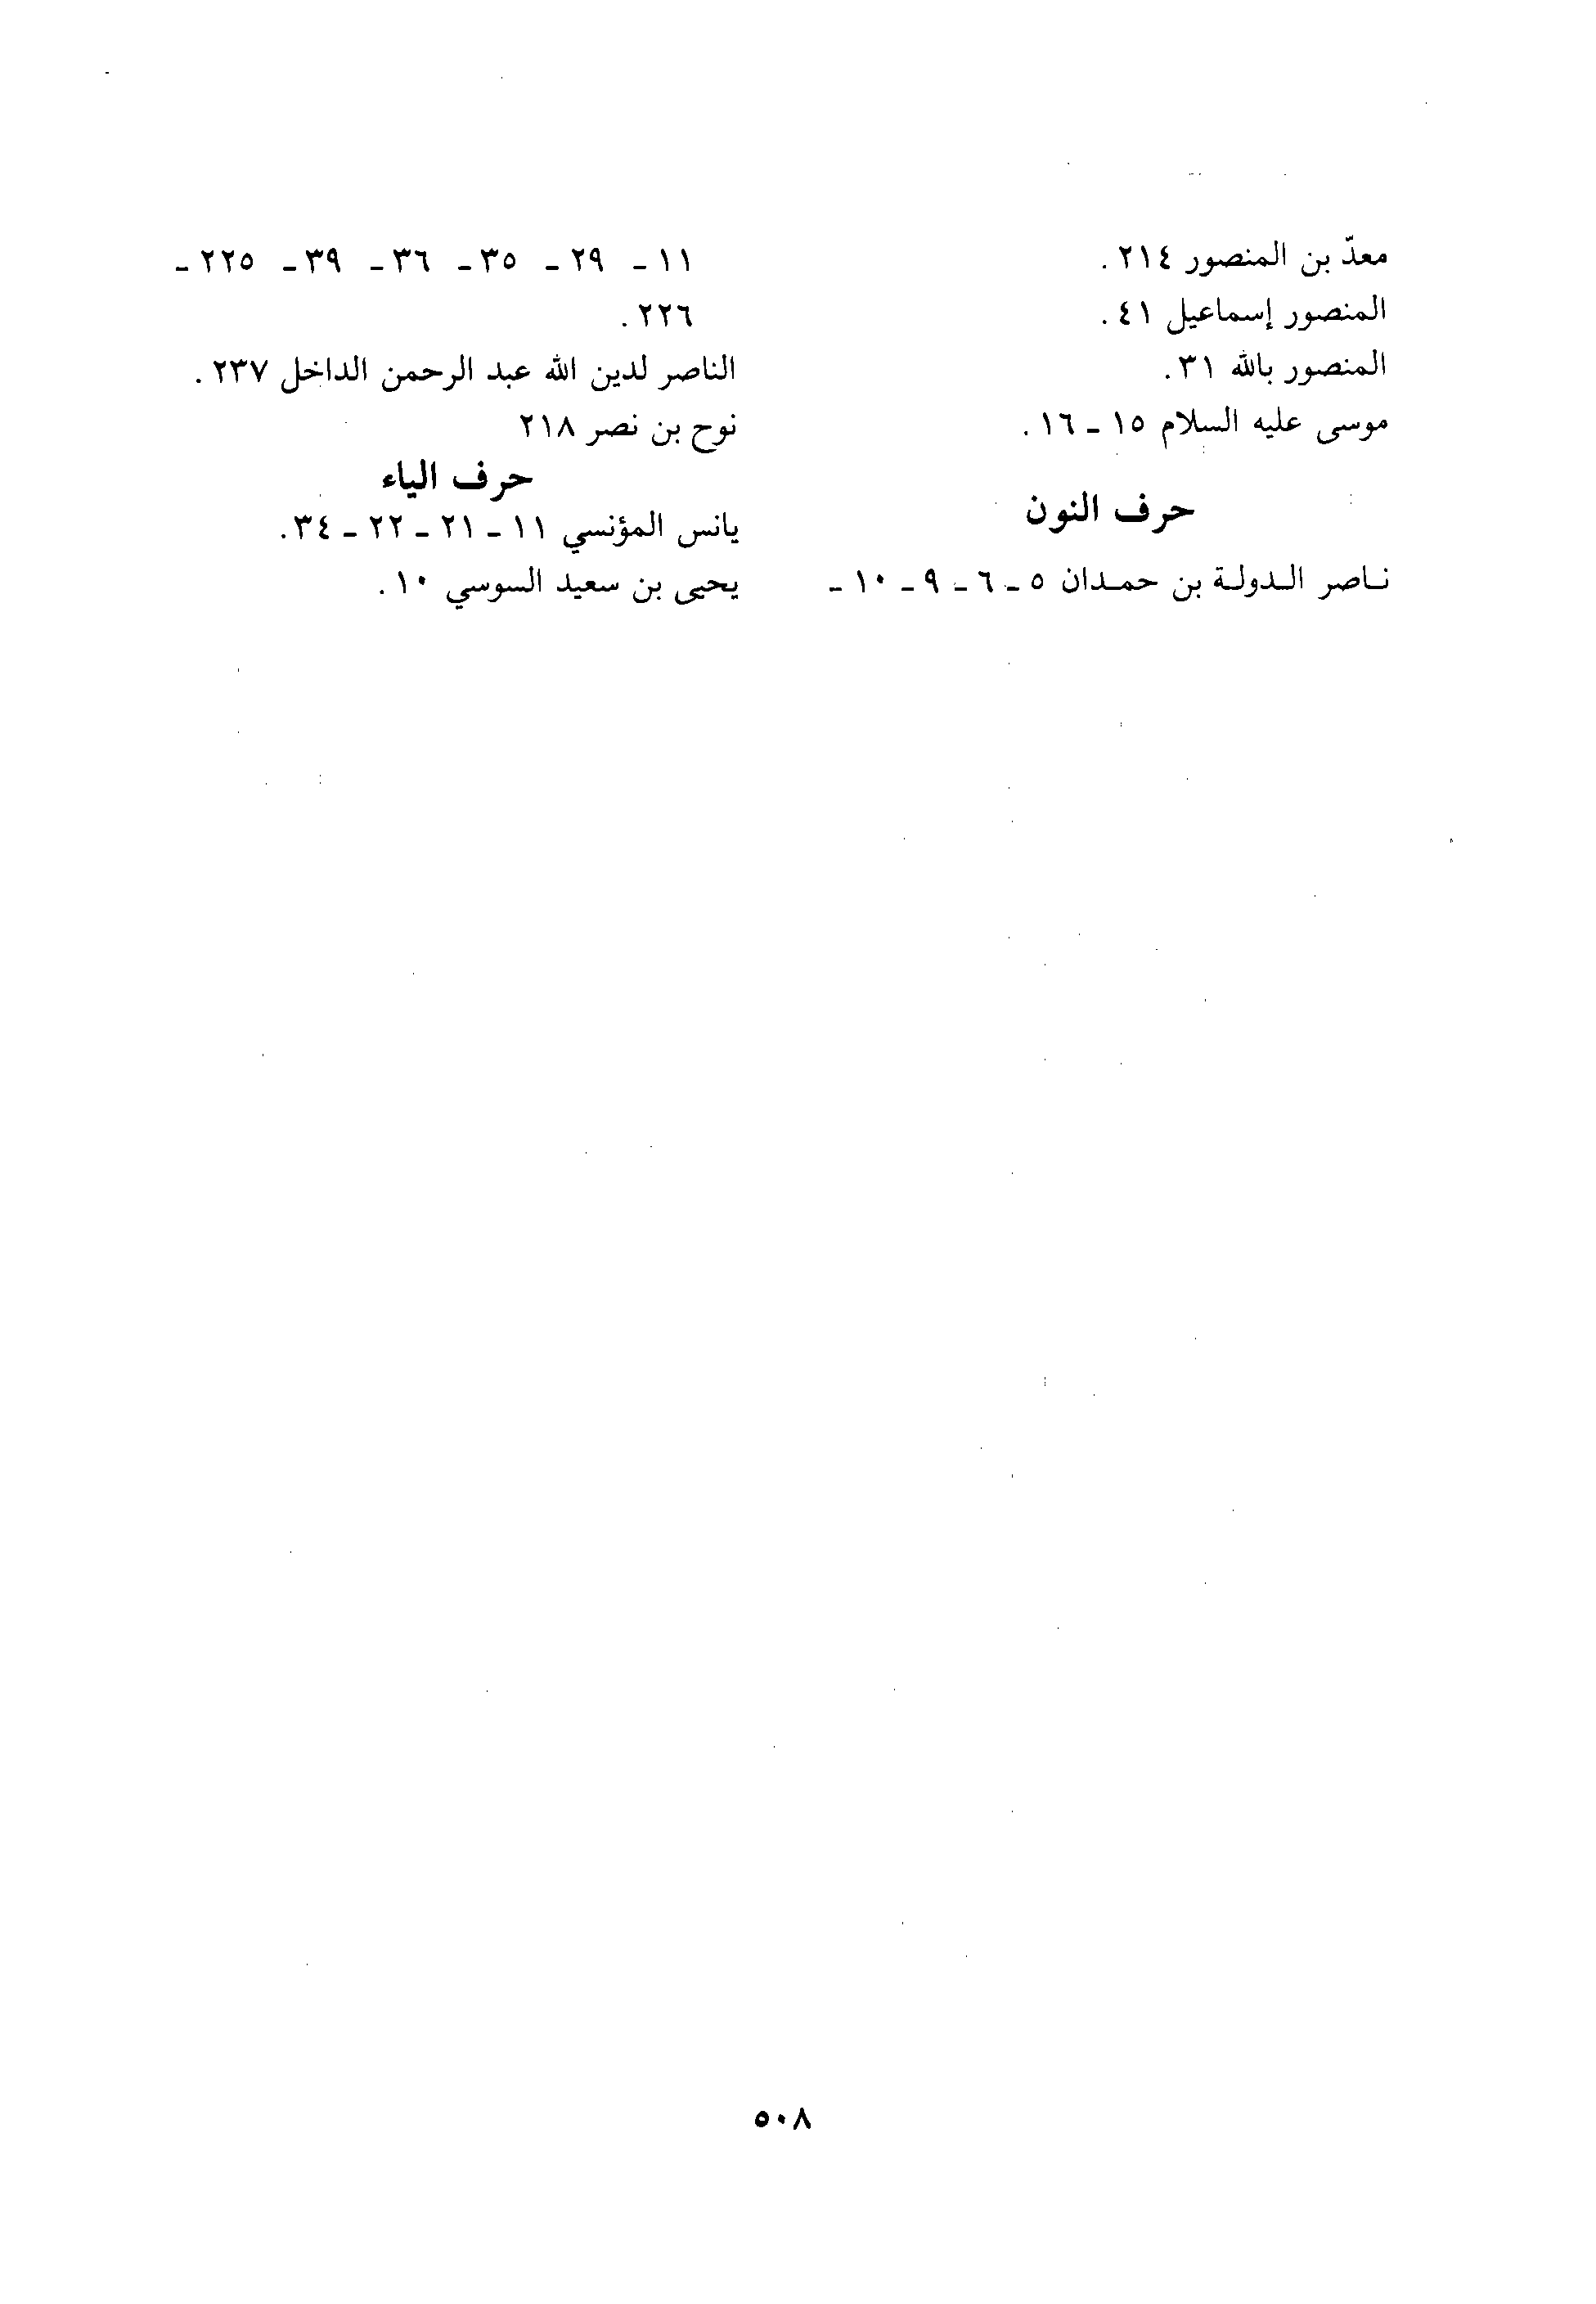 معدّ بن المنصور ٢١٤ .
المنصور إسماعيل ٤١ .
المنصور بالله ٣١ .
موسى عليه السلام ١٥ - ١٦ .
حرف النون
ناصر الدولة بن حمدان ٥ - ٦ - ٩ - ١٠ -
١١ - ٢٩ - ٣٥ - ٣٦ - ٣٩ - ٢٢٥ -
٢٢٦ .
الناصر لدين الله عبد الرحمن الداخل ٢٣٧ .
نوح بن نصر ٢١٨
حرف الياء
يانس المؤنسي ١١ - ٢١ - ٢٢ - ٣٤ .
يحيى بن سعيد السوسي ١٠ .
٥٠٨